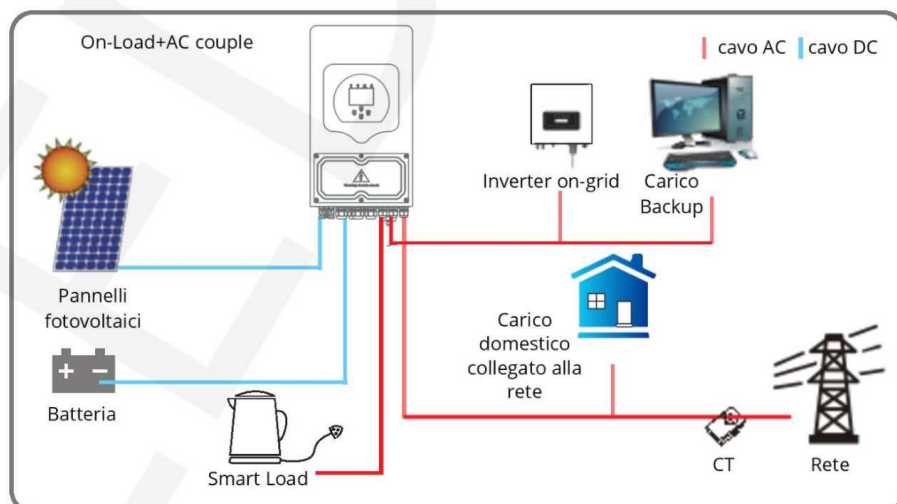 On-Load+AC couple
cavo AC
cavo DC
Inverter on-grid
Carico
Backup
Pannelli
fotovoltaici
Carico
domestico
collegato alla
rete
Batteria
Smart Load
CT
Rete